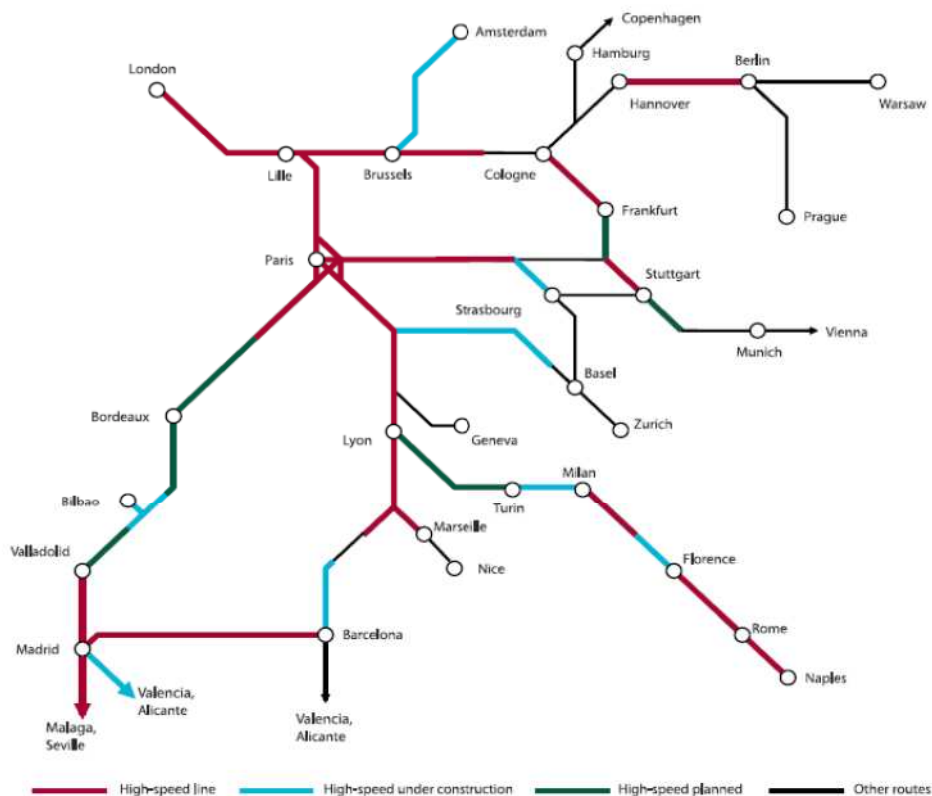 Copenhagen
Amsterdam
Hamburg
London
Berlin
Hannover
Warsaw
Lille
Brussels
Cologne
Frankfurt
Prague
Paris
Stuttgart
Strasbourg
Vienna
Munich
Basel
Bordeaux
Zurich
Lyon
Geneva
Milan
Bilbao
Turin
Marseille
Valladolid
Florence
Nice
Madrid
Barcelona
Rome
Naples
Valencia,
Alicante
Malaga,
Seville
Valencia,
Alicante
High-speed line
High-speed under construction
High-speed planned
Other routes